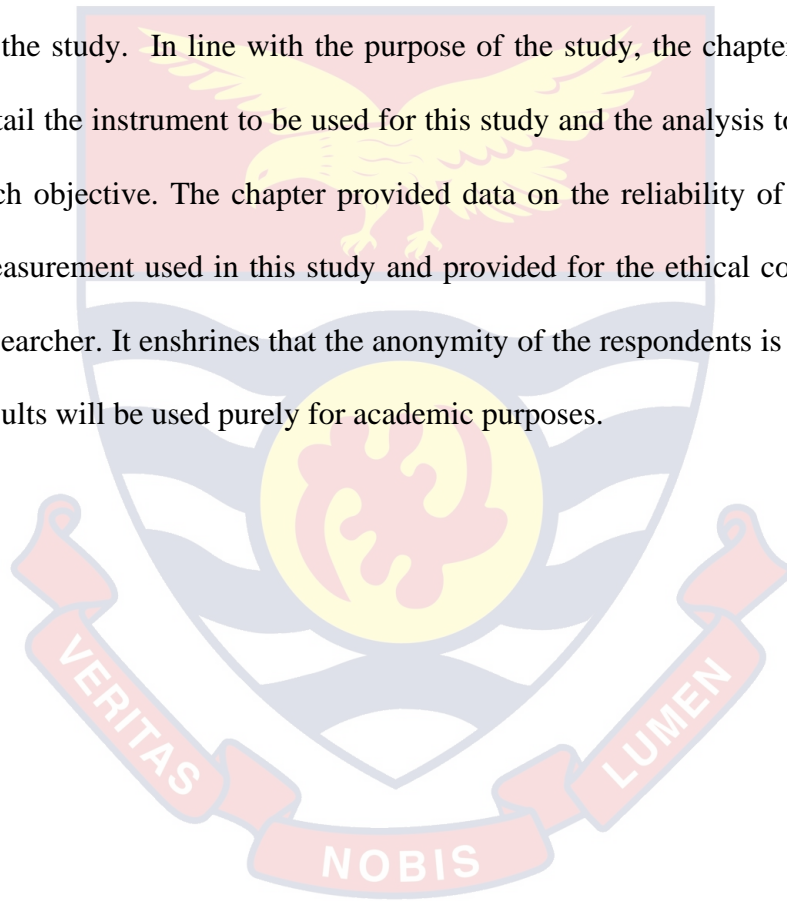 the study. In line with the purpose of the study, the chapter
tail the instrument to be used for this study and the analysis to
ch objective. The chapter provided data on the reliability of
easurement used in this study and provided for the ethical co
earcher. It enshrines that the anonymity of the respondents is
ults will be used purely for academic purposes.
VERITAS
NOBIS
LUMEN